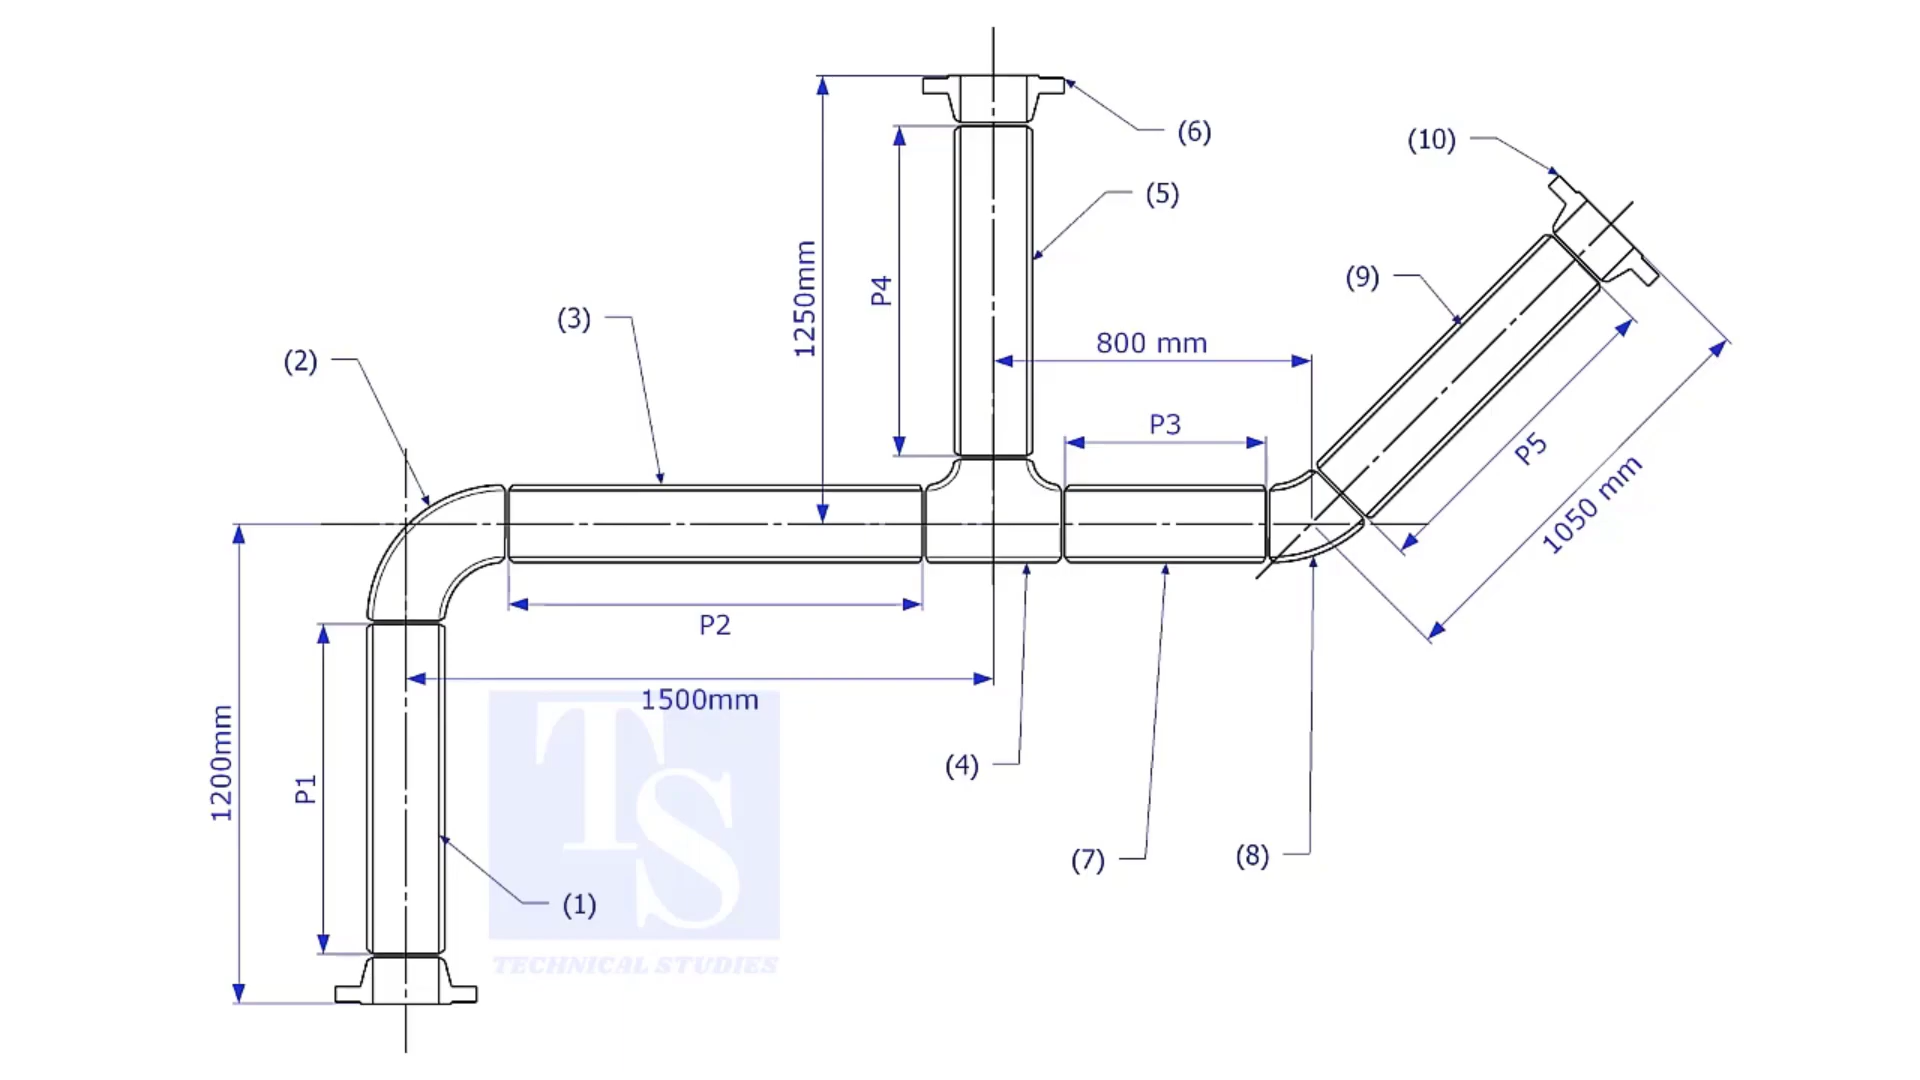 (6)
(10)
(5)
(9)
1250mm
P4
(3)
800 mm
(2)
P3
P5
1050 mm
P2
1500mm
TS
1200mm
P1
(4)
(7)
(8)
(1)
TECHNICAL STUDIES